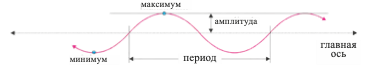 максимум
амплитуда
главная
ось
период
минимум